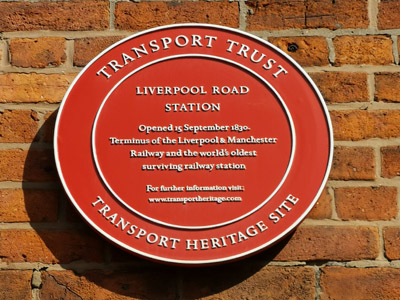 TRANSPORT TRUST
LIVERPOOL ROAD
STATION
Opened 15 September 1830.
Terminus of the Liverpool & Manchester
Railway and the world's oldest
surviving railway station
For further information visit:
www.transportheritage.com
TRANSPORT HERITAGE SITE